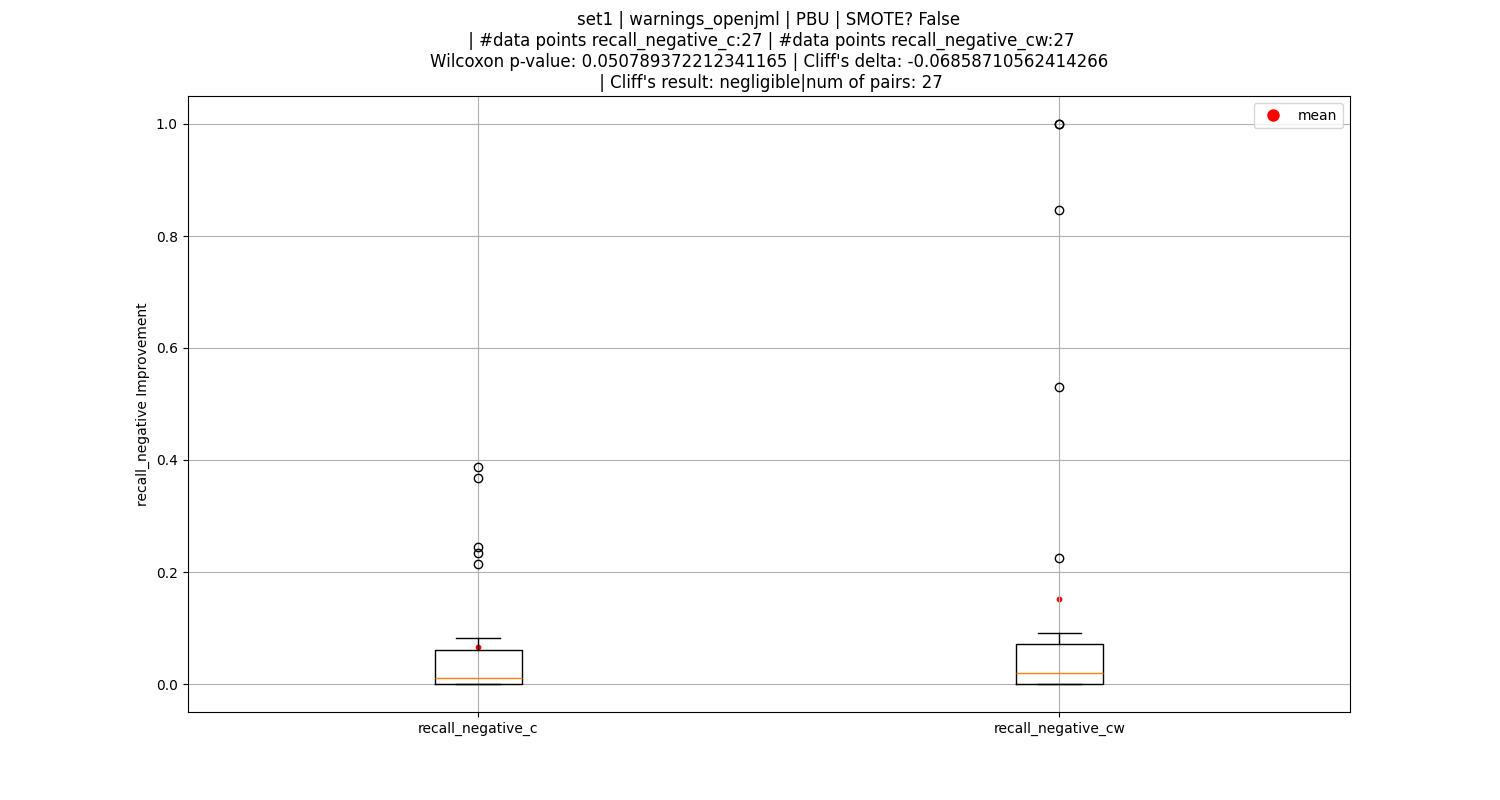 set1 | warnings_openjml | PBU | SMOTE? False
| #data points recall_negative_c:27 | #data points recall_negative_cw:27
Wilcoxon p-value: 0.050789372212341165 | Cliff's delta: -0.06858710562414266
| Cliff's result: negligible|num of pairs: 27
mean
1.0
0.8
0.6
0.4
0.2
0.0
recall_negative Improvement
recall_negative_c
recall_negative_cw